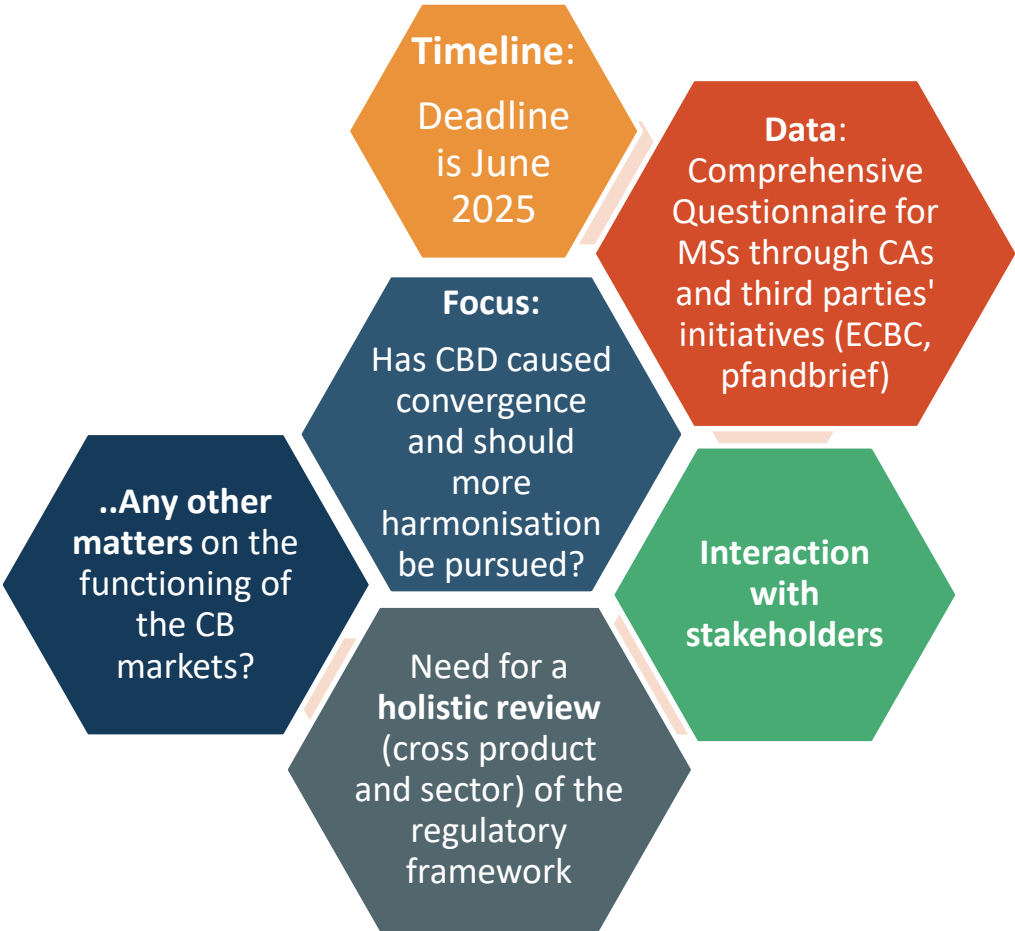 Timeline:
Deadline
is June
2025
Data:
Comprehensive
Questionnaire for
MSs through CAs
and third parties'
initiatives (ECBC,
pfandbrief)
Focus:
Has CBD caused
convergence
and should
more
harmonisation
be pursued?
..Any other
matters on the
functioning of
the CB
markets?
Interaction
with
stakeholders
Need for a
holistic review
(cross product
and sector) of the
regulatory
framework